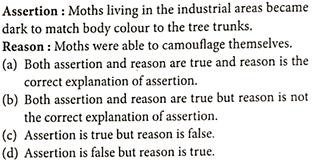 Assertion : Moths living in the industrial areas became
dark to match body colour to the tree trunks.
Reason : Moths were able to camouflage themselves.
(a) Both assertion and reason are true and reason is the
correct explanation of assertion.
(b) Both assertion and reason are true but reason is not
the correct explanation of assertion.
(c) Assertion is true but reason is false.
(d) Assertion is false but reason is true.